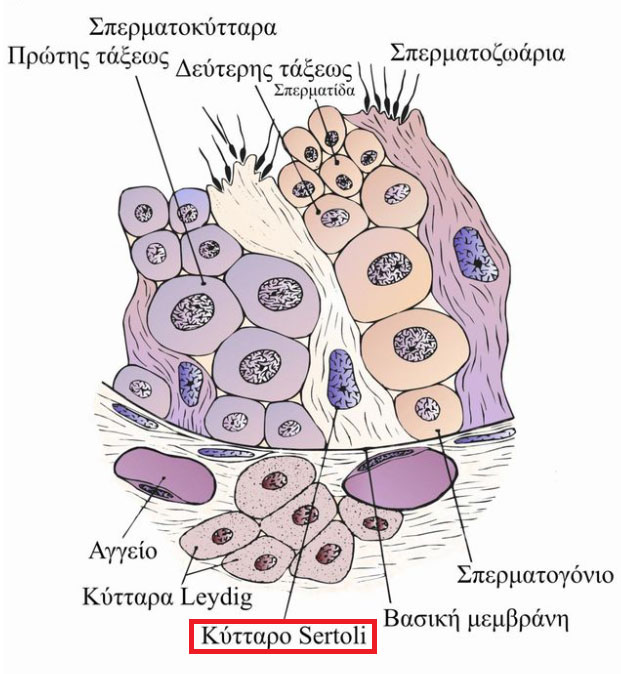 Σπερματοκύτταρα
Πρώτης τάξεως
Δεύτερης τάξεως
Σπερματίδα
Σπερματοζωάρια
Αγγείο
Κύτταρα Leydig
Κύτταρο Sertoli
Βασική μεμβράνη
Σπερματογόνιο